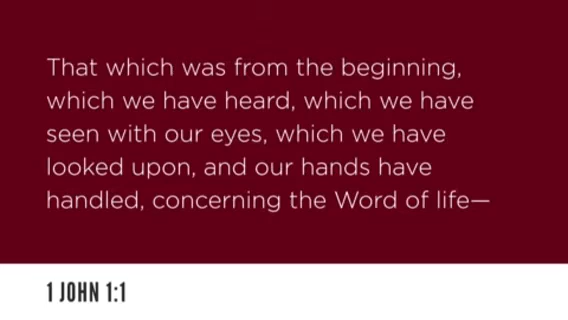 That which was from the beginning,
which we have heard, which we have
seen with our eyes, which we have
looked upon, and our hands have
handled, concerning the Word of life—
1 JOHN 1:1